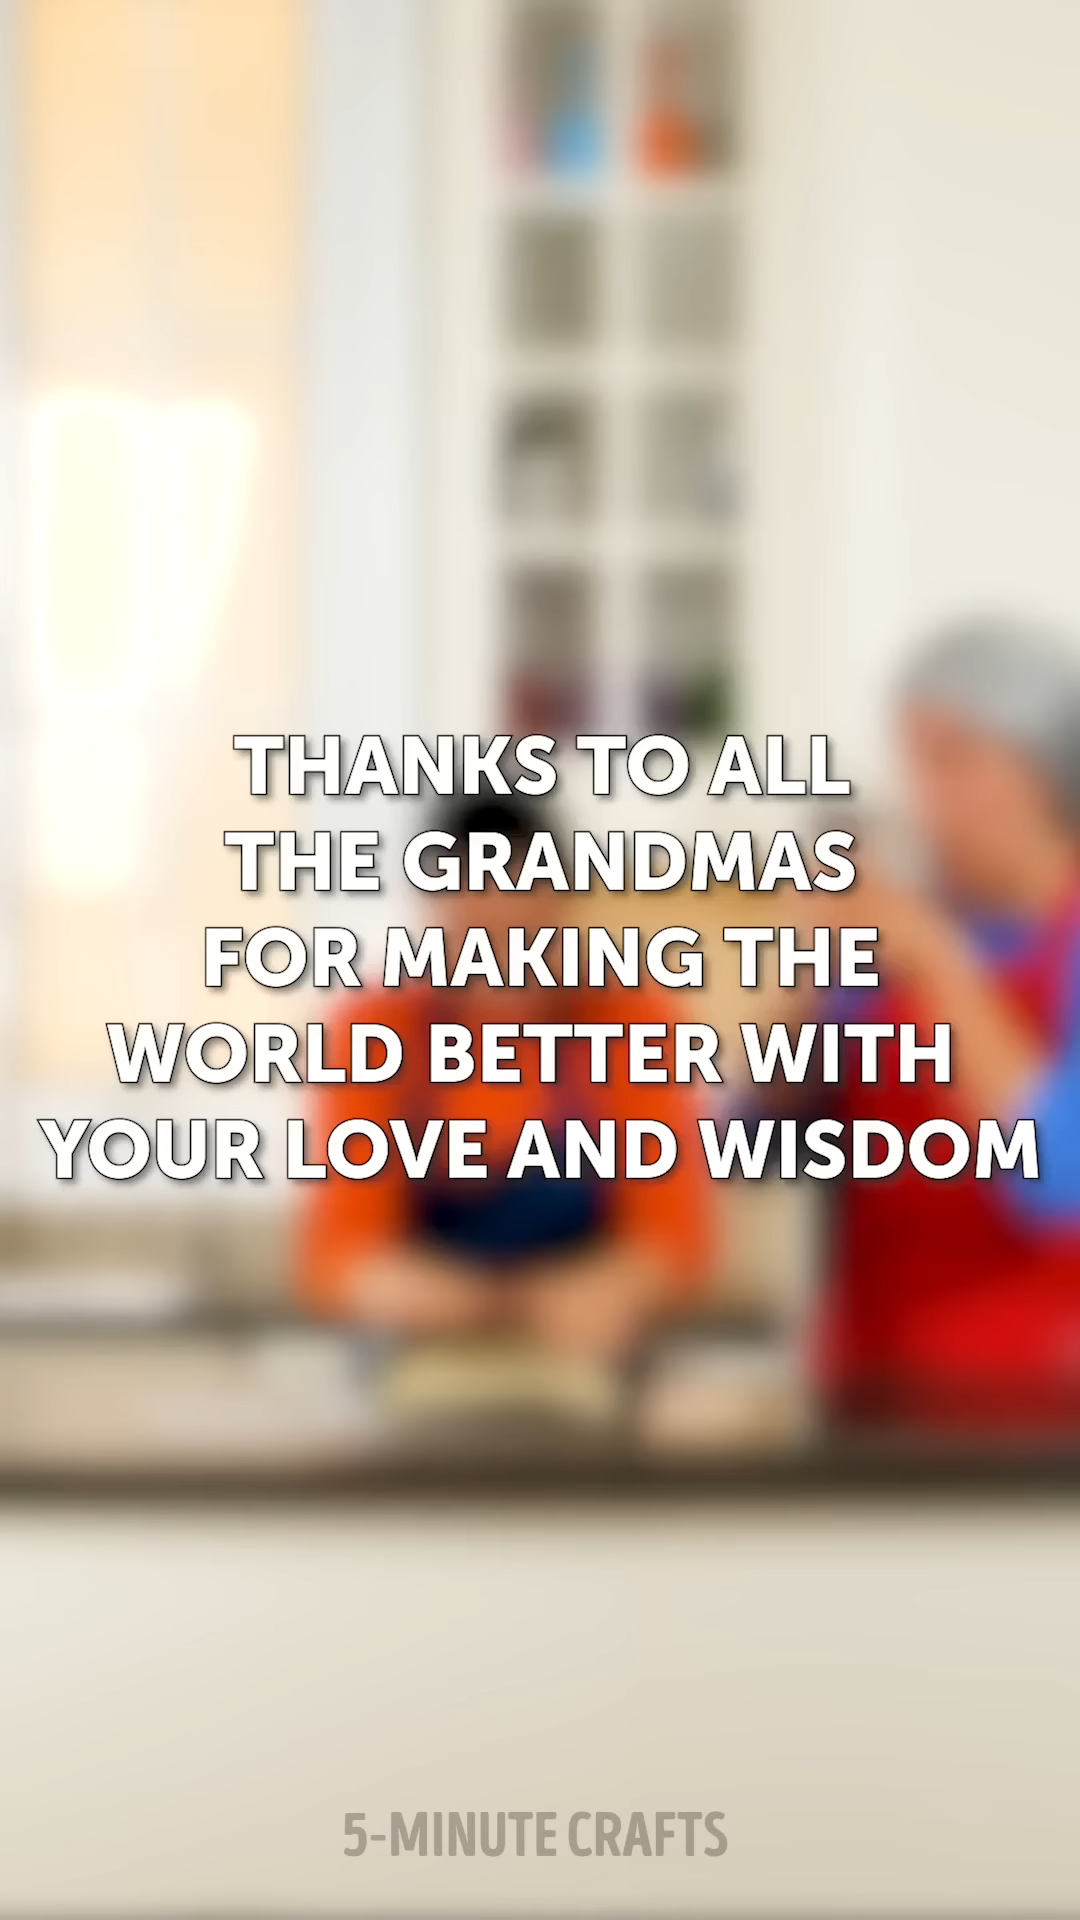 THANKS TO ALL
THE GRANDMAS
FOR MAKING THE
WORLD BETTER WITH
YOUR LOVE AND WISDOM
5-MINUTE CRAFTS